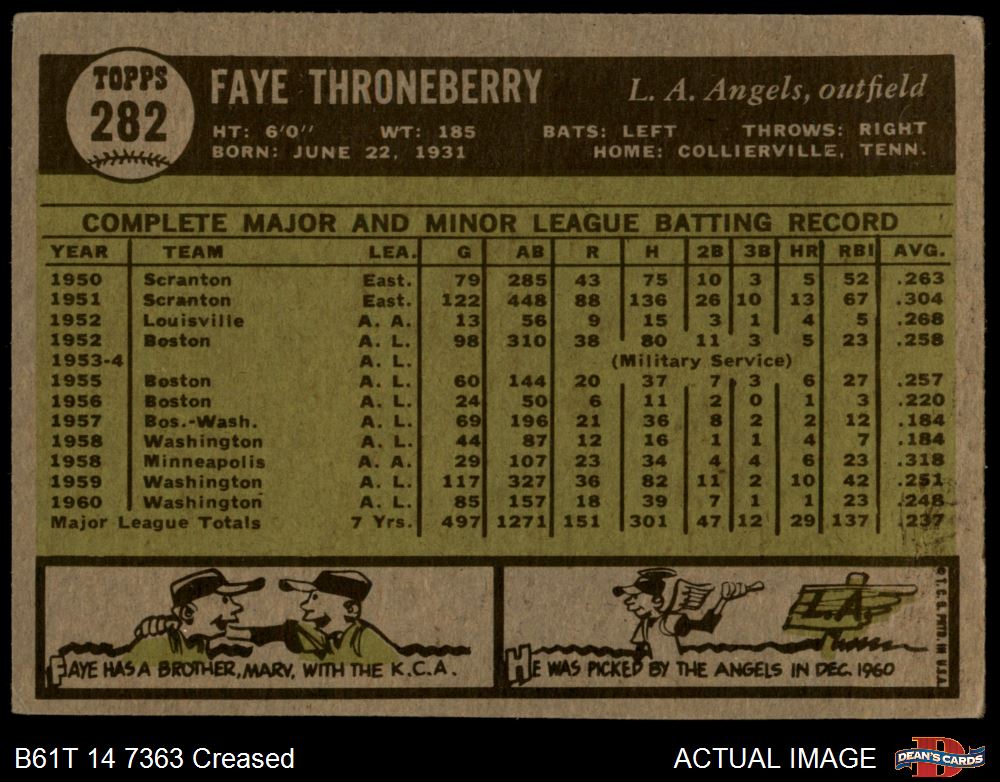 TOPPS
282
FAYE THRONEBERRY
L. A. Angels, outfield
HT: 6'0" WT: 185 BATS: LEFT THROWS: RIGHT
BORN: JUNE 22, 1931 HOME: COLLIERVILLE, TENN.
COMPLETE MAJOR AND MINOR LEAGUE BATTING RECORD
YEAR TEAM LEA. G AB R H 2B 3B HR RBI AVG.
1950 Scranton East. 79 285 43 75 10 3 5 52 .263
1951 Scranton East. 122 448 88 136 26 10 13 67 .304
1952 Louisville A. A. 13 56 9 15 3 1 4 5 .268
1952 Boston A. L. 98 310 38 80 11 3 5 23 .258
1953-4 A. L. (Military Service)
1955 Boston A. L. 60 144 20 37 7 3 6 27 .257
1956 Boston A. L. 24 50 6 11 2 0 1 3 .220
1957 Bos.-Wash. A. L. 69 196 21 36 8 2 2 12 .184
1958 Washington A. L. 44 87 12 16 1 1 4 7 .184
1958 Minneapolis A. A. 29 107 23 34 4 4 6 23 .318
1959 Washington A. L. 117 327 36 82 11 2 10 42 .251
1960 Washington A. L. 85 157 18 39 7 1 1 23 .248
Major League Totals 7 Yrs. 497 1271 151 301 47 12 29 137 .237
FAYE HAS A BROTHER, MARV, WITH THE K.C.A.
L.A.
HE WAS PICKED BY THE ANGELS IN DEC. 1960
© T. C. G. PRTD. IN U.S.A.
B61T 14 7363 Creased
ACTUAL IMAGE
D
DEAN'S CARDS